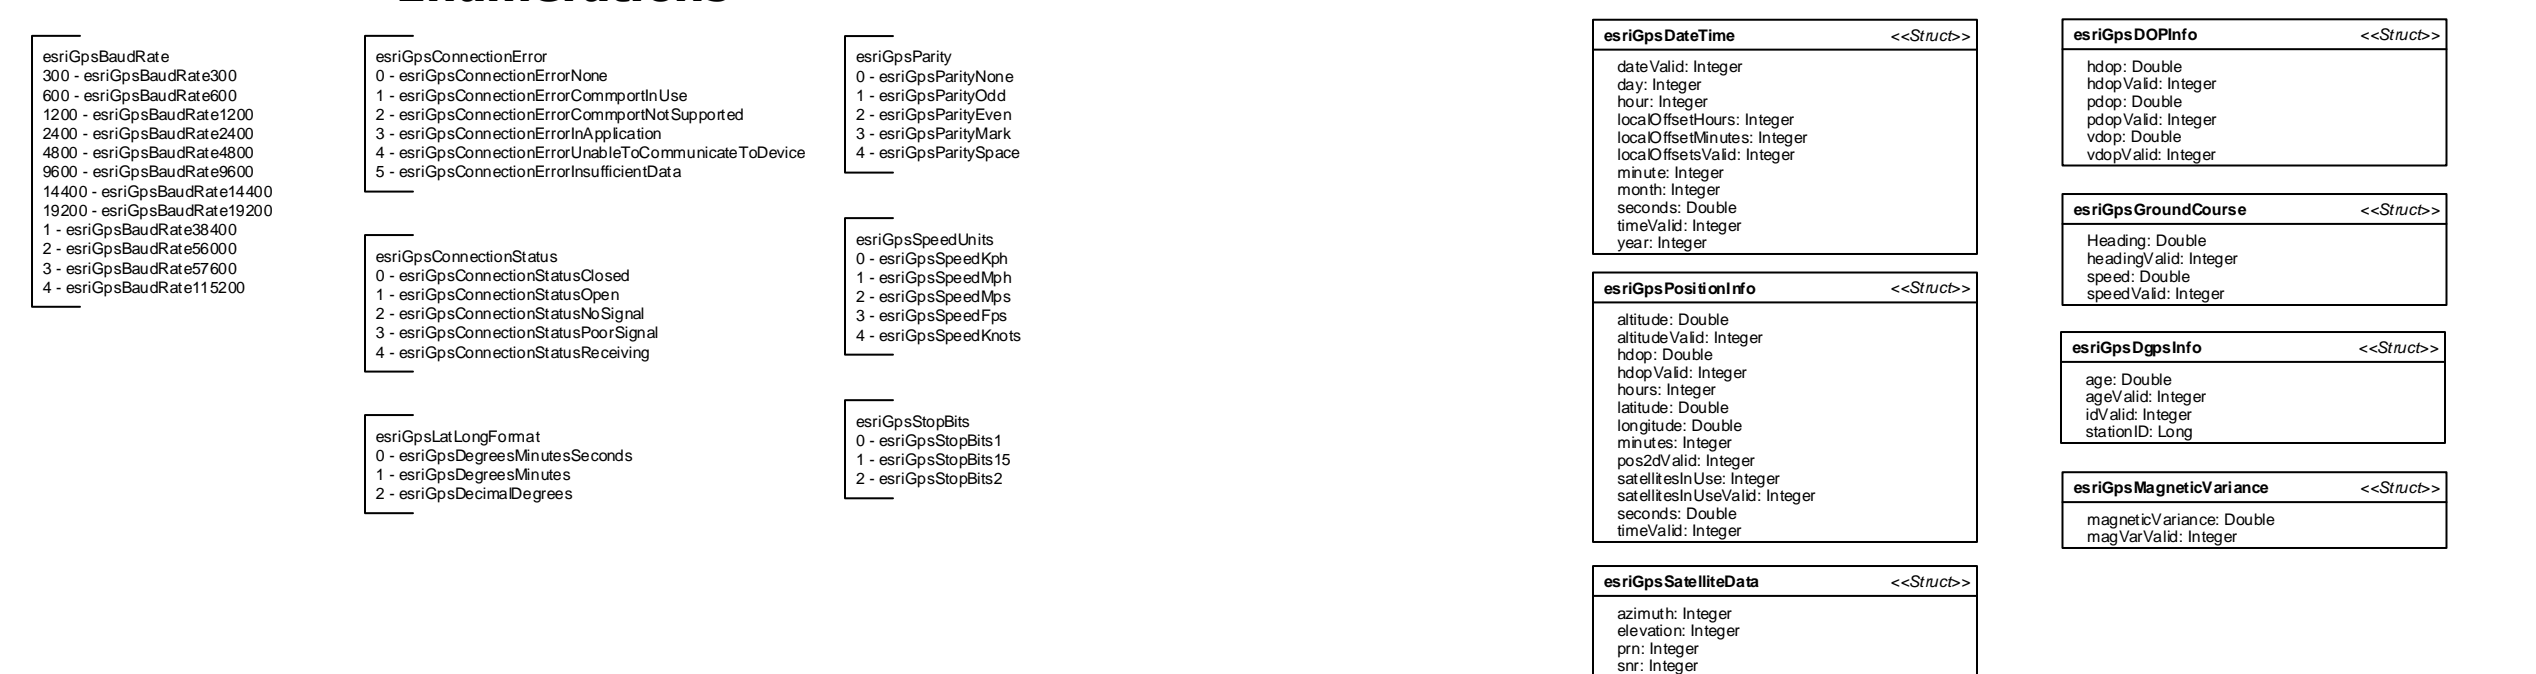 Enumerations
esriGpsBaudRate
300 - esriGpsBaudRate300
600 - esriGpsBaudRate600
1200 - esriGpsBaudRate1200
2400 - esriGpsBaudRate2400
4800 - esriGpsBaudRate4800
9600 - esriGpsBaudRate9600
14400 - esriGpsBaudRate14400
19200 - esriGpsBaudRate19200
1 - esriGpsBaudRate38400
2 - esriGpsBaudRate56000
3 - esriGpsBaudRate57600
4 - esriGpsBaudRate115200
esriGpsConnectionError
0 - esriGpsConnectionErrorNone
1 - esriGpsConnectionErrorCommportInUse
2 - esriGpsConnectionErrorCommportNotSupported
3 - esriGpsConnectionErrorInApplication
4 - esriGpsConnectionErrorUnableToCommunicateToDevice
5 - esriGpsConnectionErrorInsufficientData
esriGpsConnectionStatus
0 - esriGpsConnectionStatusClosed
1 - esriGpsConnectionStatusOpen
2 - esriGpsConnectionStatusNoSignal
3 - esriGpsConnectionStatusPoorSignal
4 - esriGpsConnectionStatusReceiving
esriGpsLatLongFormat
0 - esriGpsDegreesMinutesSeconds
1 - esriGpsDegreesMinutes
2 - esriGpsDecimalDegrees
esriGpsParity
0 - esriGpsParityNone
1 - esriGpsParityOdd
2 - esriGpsParityEven
3 - esriGpsParityMark
4 - esriGpsParitySpace
esriGpsSpeedUnits
0 - esriGpsSpeedKph
1 - esriGpsSpeedMph
2 - esriGpsSpeedMps
3 - esriGpsSpeedFps
4 - esriGpsSpeedKnots
esriGpsStopBits
0 - esriGpsStopBits1
1 - esriGpsStopBits15
2 - esriGpsStopBits2
esriGpsDateTime <<Struct>>
dateValid: Integer
day: Integer
hour: Integer
localOffsetHours: Integer
localOffsetMinutes: Integer
localOffsetsValid: Integer
minute: Integer
month: Integer
seconds: Double
timeValid: Integer
year: Integer
esriGpsPositionInfo <<Struct>>
altitude: Double
altitudeValid: Integer
hdop: Double
hdopValid: Integer
hours: Integer
latitude: Double
longitude: Double
minutes: Integer
pos2dValid: Integer
satellitesInUse: Integer
satellitesInUseValid: Integer
seconds: Double
timeValid: Integer
esriGpsSatelliteData <<Struct>>
azimuth: Integer
elevation: Integer
prn: Integer
snr: Integer
esriGpsDOPInfo <<Struct>>
hdop: Double
hdopValid: Integer
pdop: Double
pdopValid: Integer
vdop: Double
vdopValid: Integer
esriGpsGroundCourse <<Struct>>
Heading: Double
headingValid: Integer
speed: Double
speedValid: Integer
esriGpsDgpsInfo <<Struct>>
age: Double
ageValid: Integer
idValid: Integer
stationID: Long
esriGpsMagneticVariance <<Struct>>
magneticVariance: Double
magVarValid: Integer